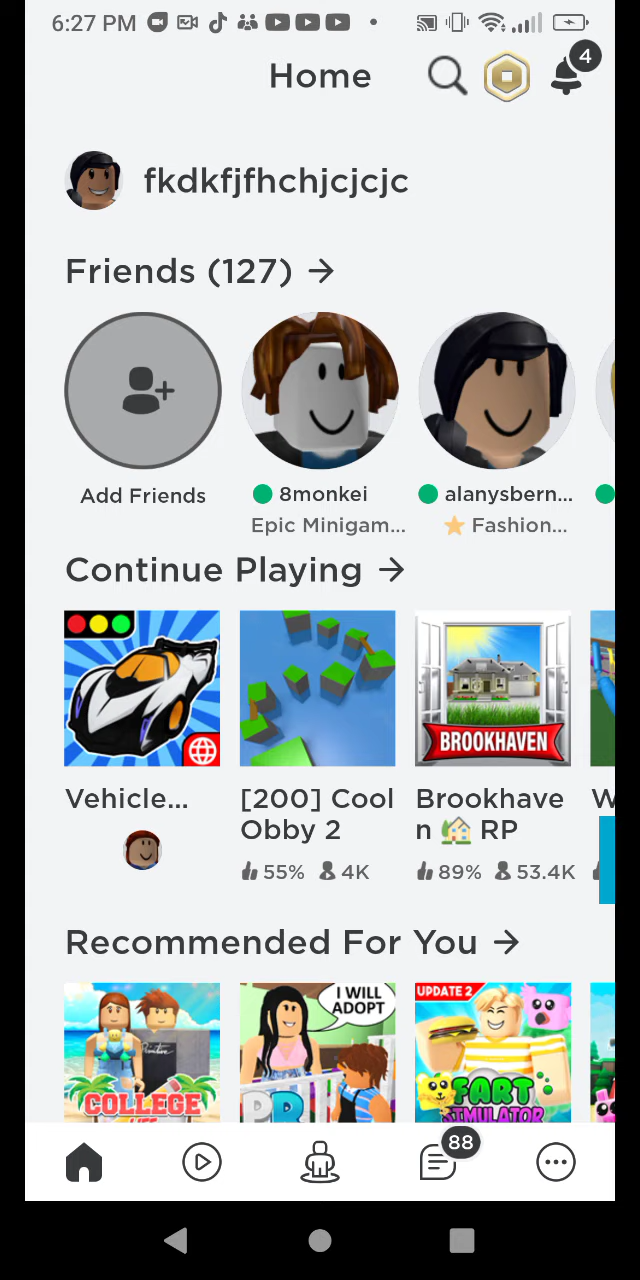 6:27 PM
Home
4
fkdkfjfhchjcjcjc
Friends (127)
Add Friends
8monkei
alanysbern...
Epic Minigam...
Fashion...
Continue Playing
BROOKHAVEN
Vehicle...
[200] Cool
Obby 2
Brookhave
n 🏡 RP
W
55%
4K
89%
53.4K
Recommended For You
COLLEGE
I WILL
ADOPT
UPDATE 2
FART
SIMULATOR
88